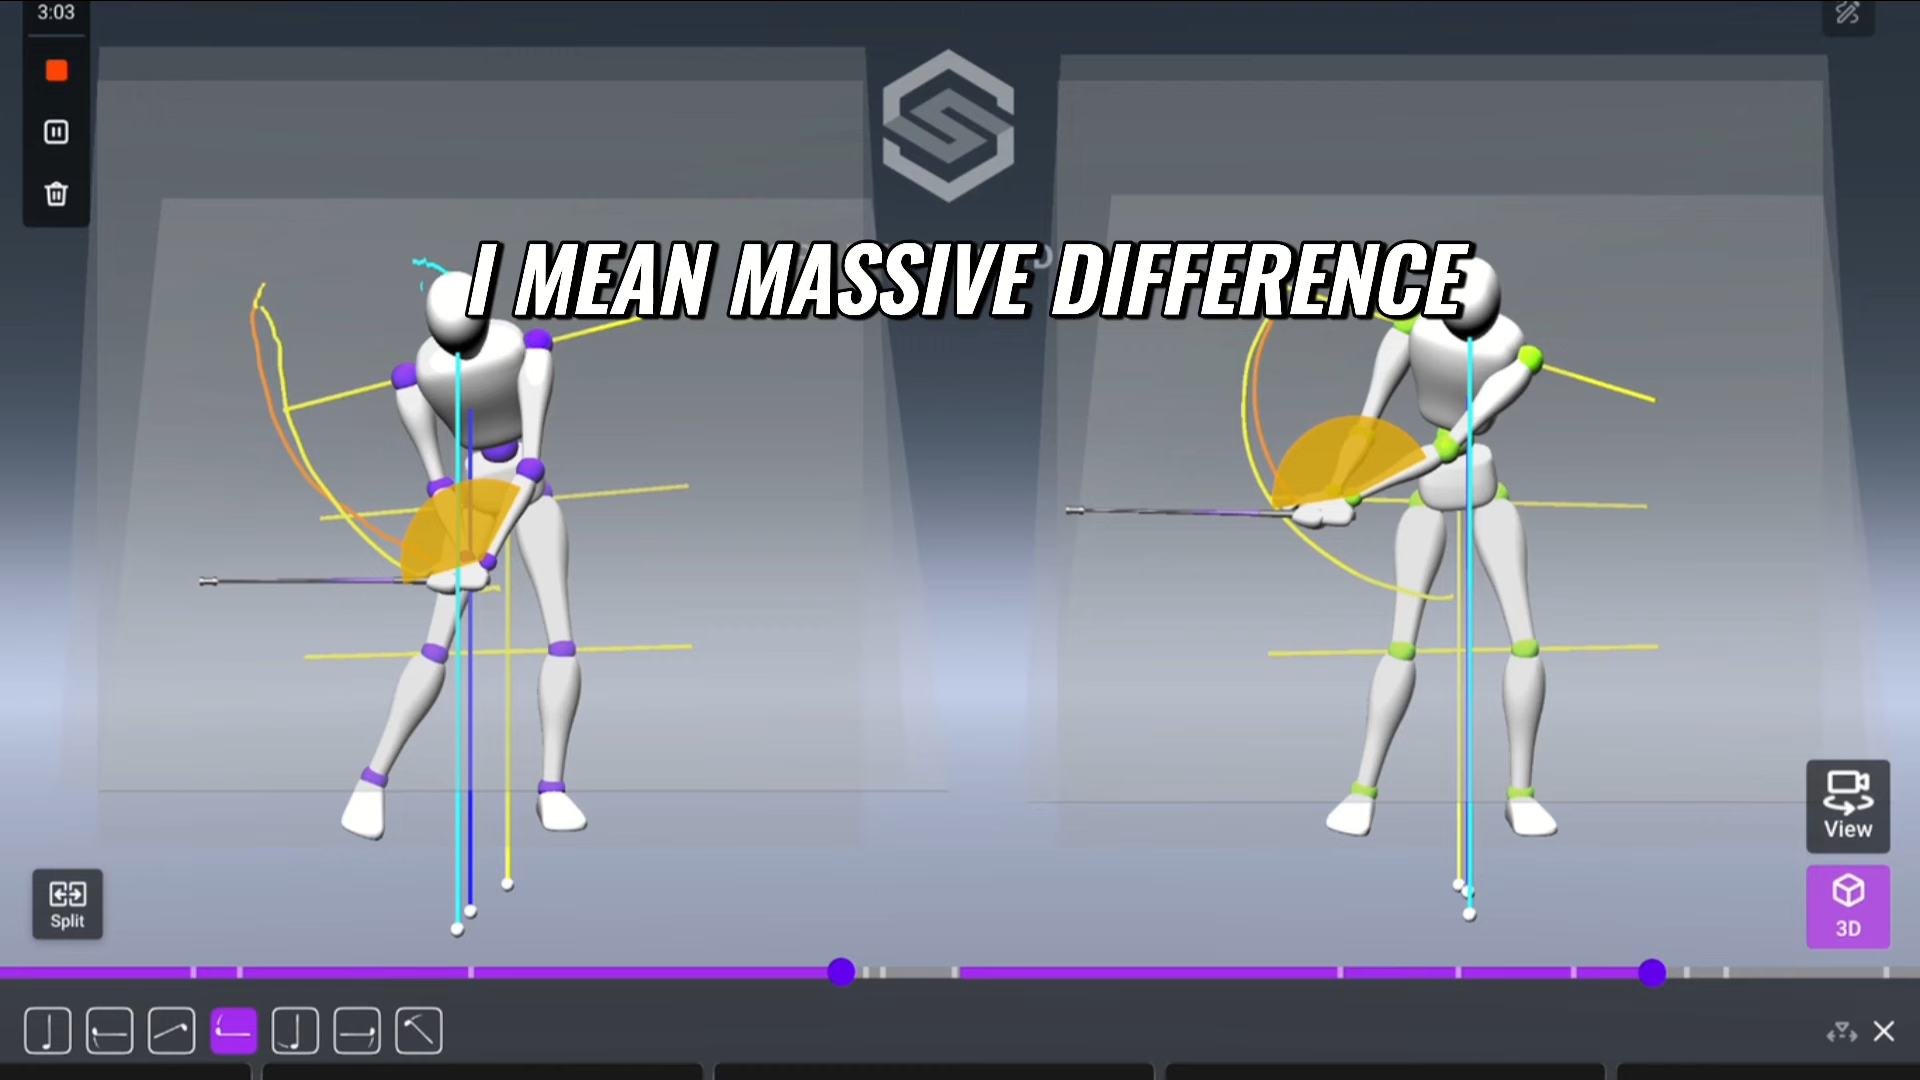 3:03
I MEAN MASSIVE DIFFERENCE
View
Split
3D